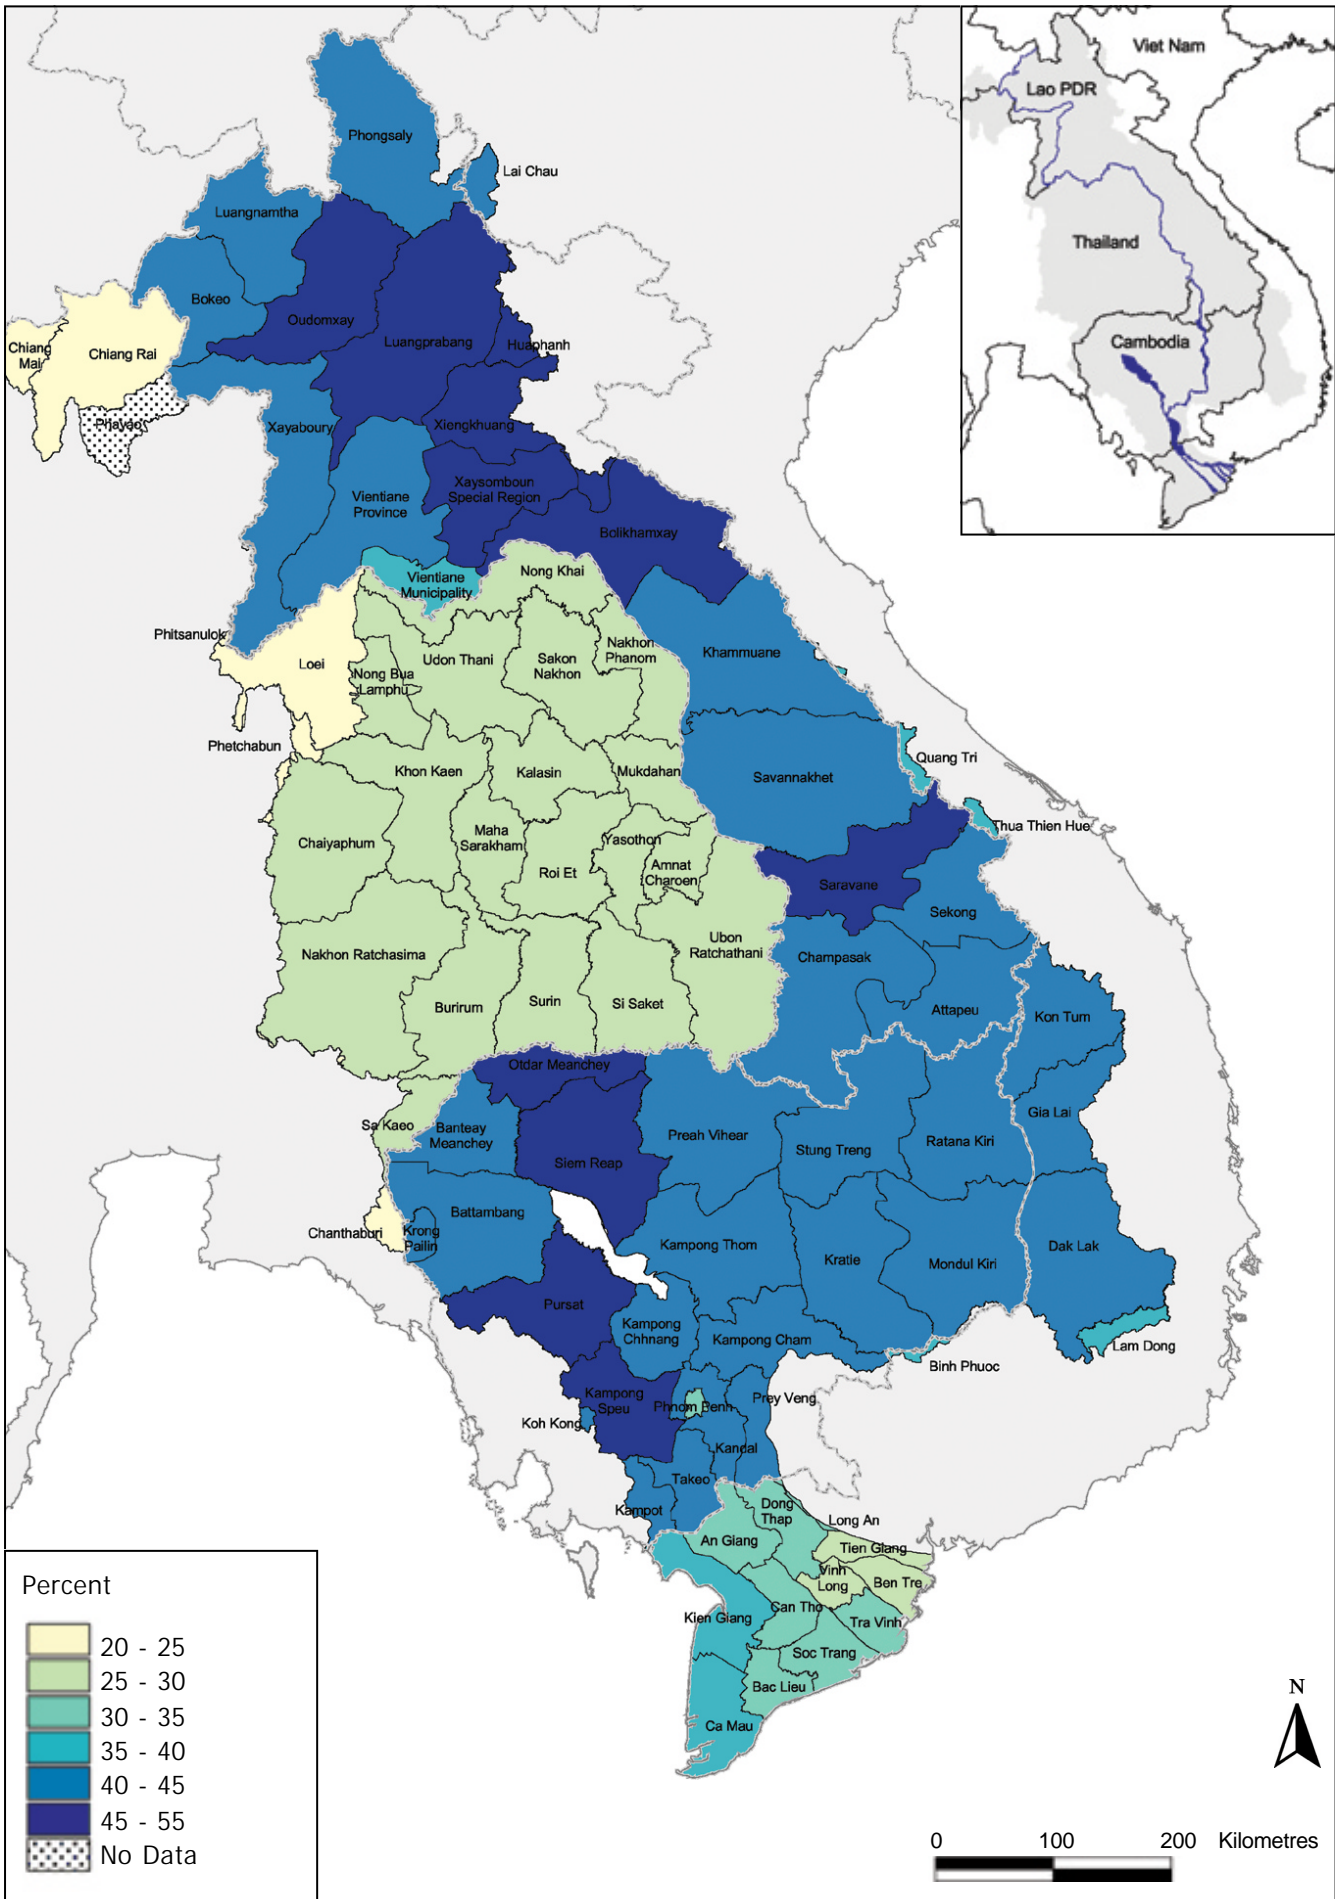 Viet Nam
Lao PDR
Thailand
Cambodia
Phongsaly
Lai Chau
Luangnamtha
Bokeo
Oudomxay
Luangprabang
Huaphanh
Chiang
Mai
Chiang Rai
Phayao
Xayaboury
Xiengkhuang
Xaysomboun
Special Region
Vientiane
Province
Bolikhamxay
Vientiane
Municipality
Nong Khai
Phitsanulok
Loei
Nong Bua
Lamphu
Udon Thani
Sakon
Nakhon
Nakhon
Phanom
Khammuane
Phetchabun
Khon Kaen
Kalasin
Mukdahan
Savannakhet
Quang Tri
Thua Thien Hue
Chaiyaphum
Maha
Sarakham
Roi Et
Yasothon
Amnat
Charoen
Saravane
Sekong
Nakhon Ratchasima
Burirum
Surin
Si Saket
Ubon
Ratchathani
Champasak
Attapeu
Kon Tum
Otdar Meanchey
Gia Lai
Sa Kaeo
Banteay
Meanchey
Siem Reap
Preah Vihear
Stung Treng
Ratana Kiri
Chanthaburi
Krong
Pailin
Battambang
Kampong Thom
Kratie
Mondul Kiri
Dak Lak
Pursat
Kampong
Chhnang
Kampong Cham
Binh Phuoc
Lam Dong
Kampong
Speu
Koh Kong
Phnom Penh
Prey Veng
Kandal
Takeo
Kampot
Dong
Thap
Long An
An Giang
Tien Giang
Vinh
Long
Ben Tre
Kien Giang
Can Tho
Tra Vinh
Soc Trang
Bac Lieu
Ca Mau
Percent
20 - 25
25 - 30
30 - 35
35 - 40
40 - 45
45 - 55
No Data
N
0 100 200 Kilometres